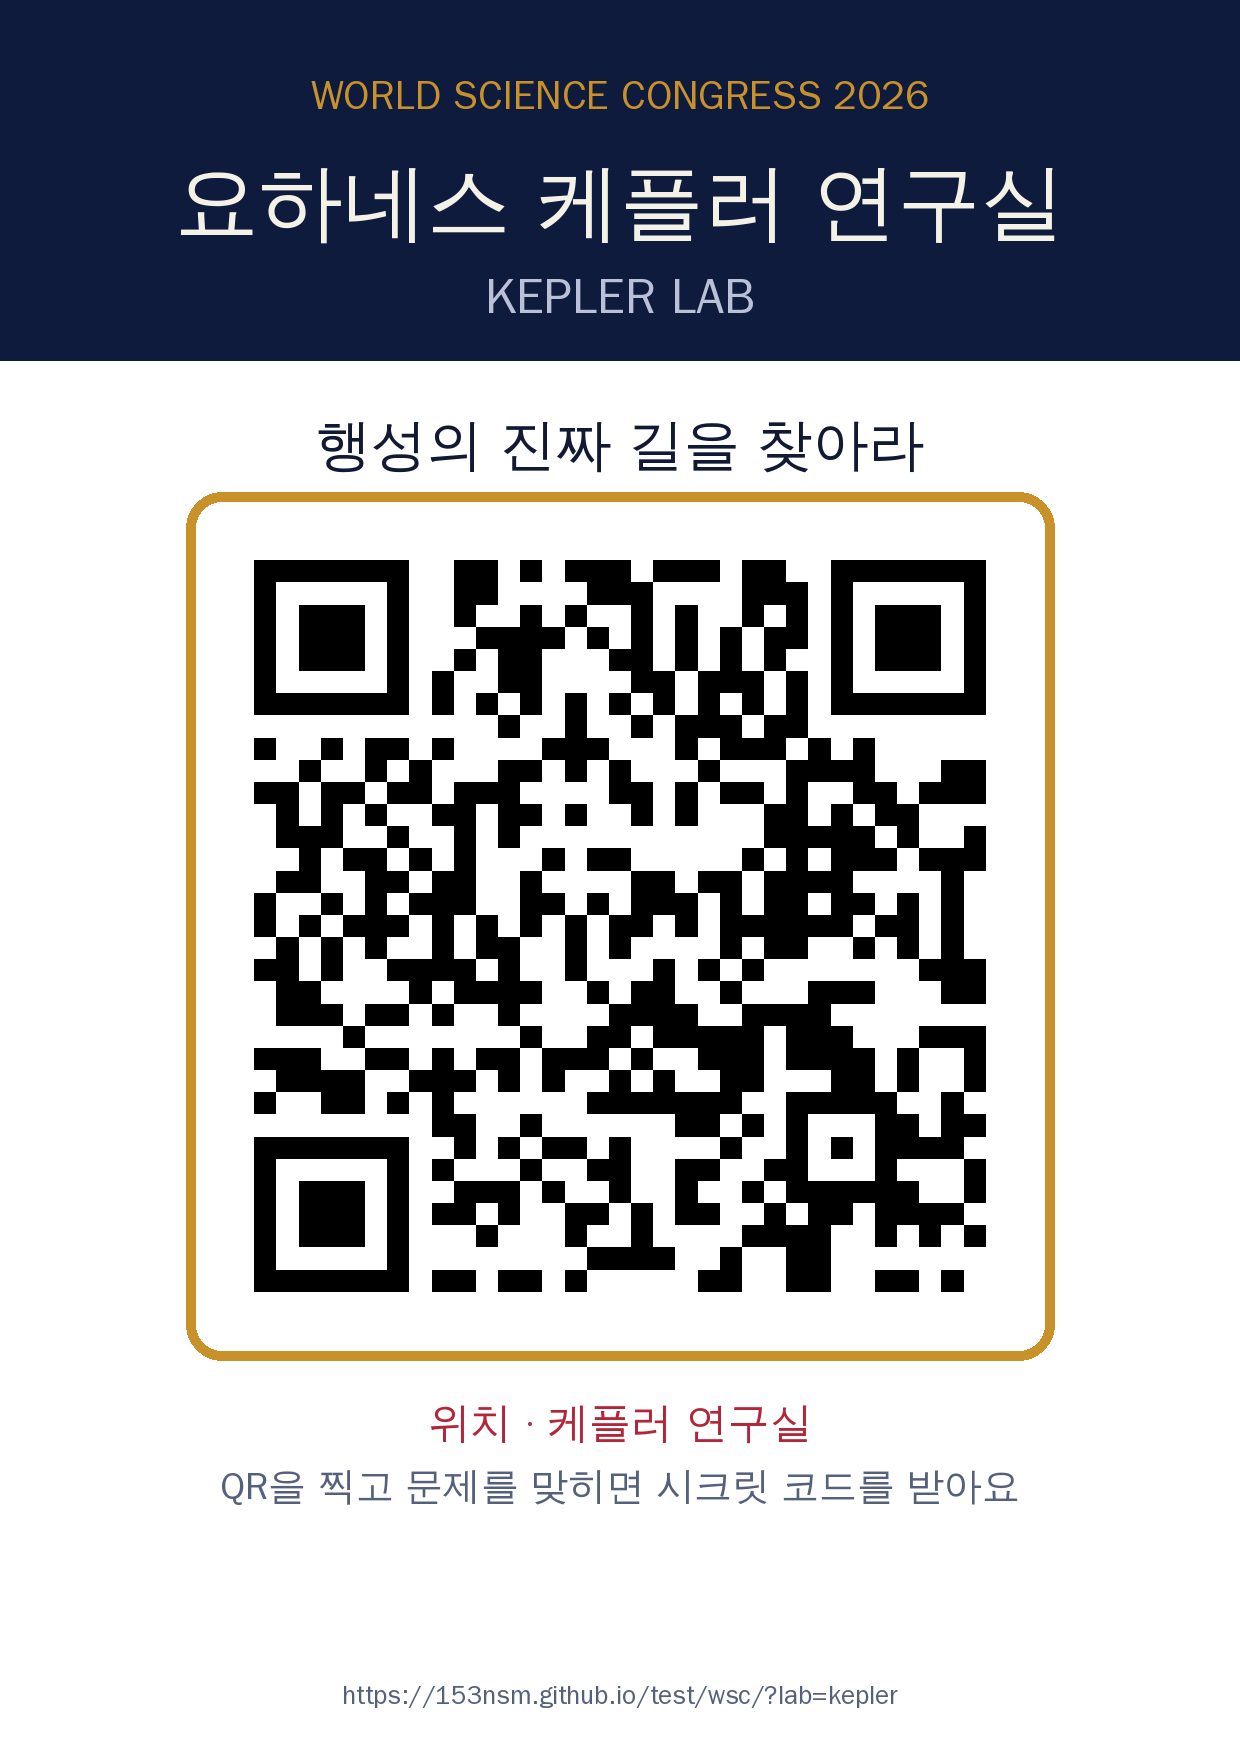 WORLD SCIENCE CONGRESS 2026
요하네스 케플러 연구실
KEPLER LAB
행성의 진짜 길을 찾아라
위치 · 케플러 연구실
QR을 찍고 문제를 맞히면 시크릿 코드를 받아요
https://153nsm.github.io/test/wsc/?lab=kepler